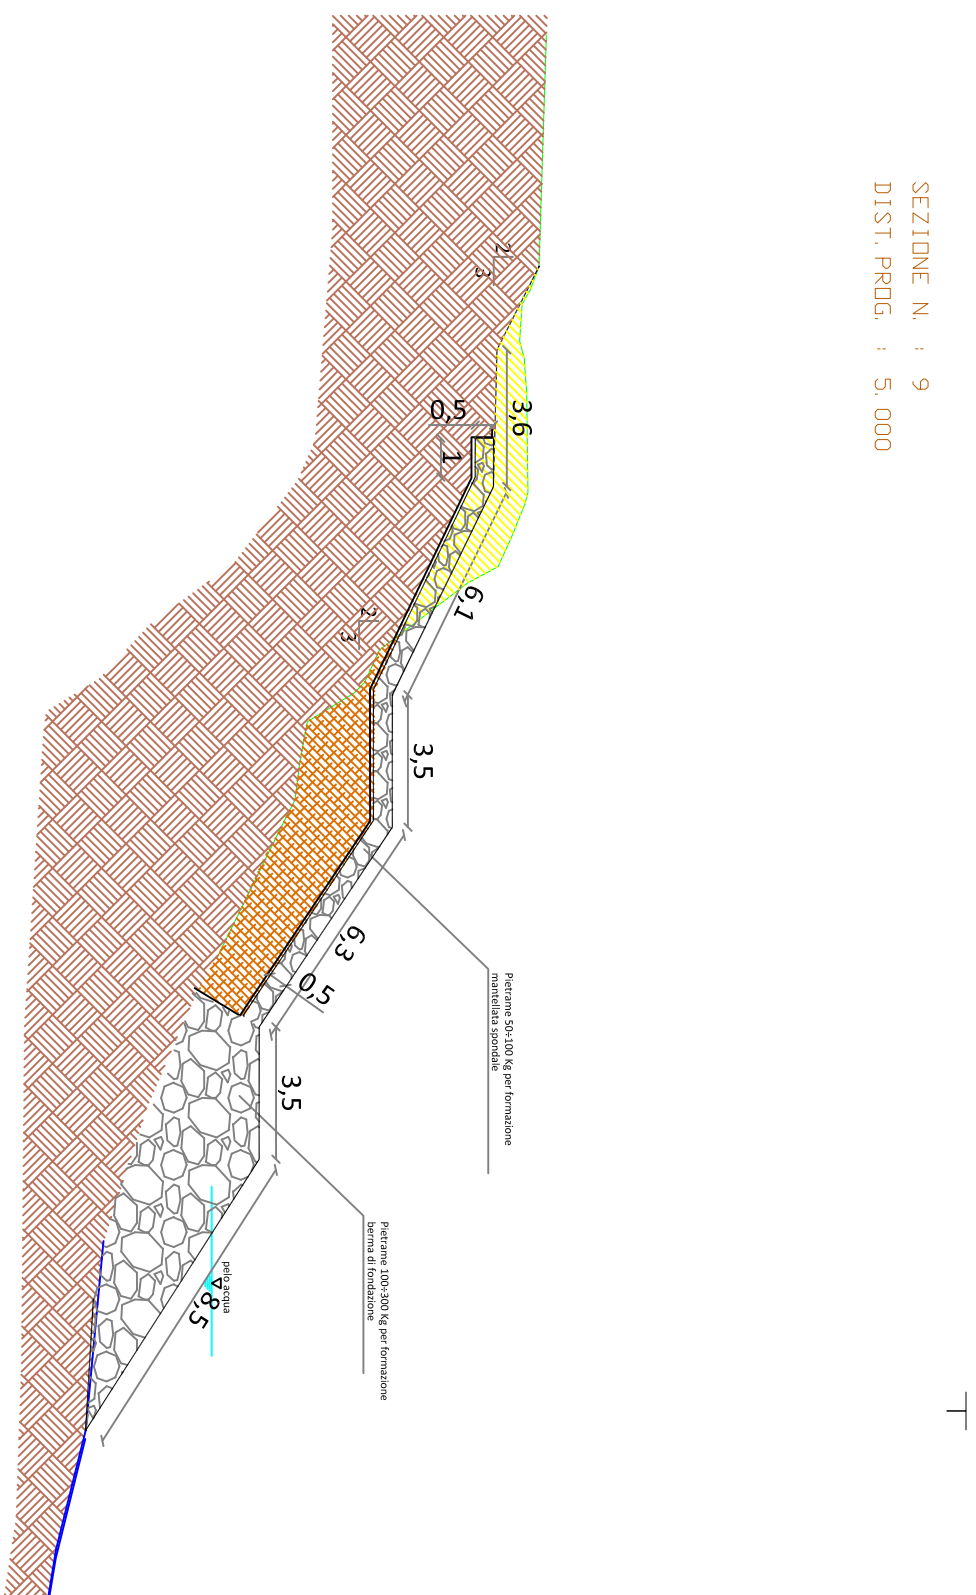 SEZIONE N. : 9
DIST. PROG. : 5.000
2
3
3,6
0,5
1
6,1
2
3
3,5
6,3
0,5
Pietrame 50÷100 Kg per formazione
mantellata spondale
3,5
Pietrame 100÷300 Kg per formazione
berma di fondazione
pelo acqua
8,5